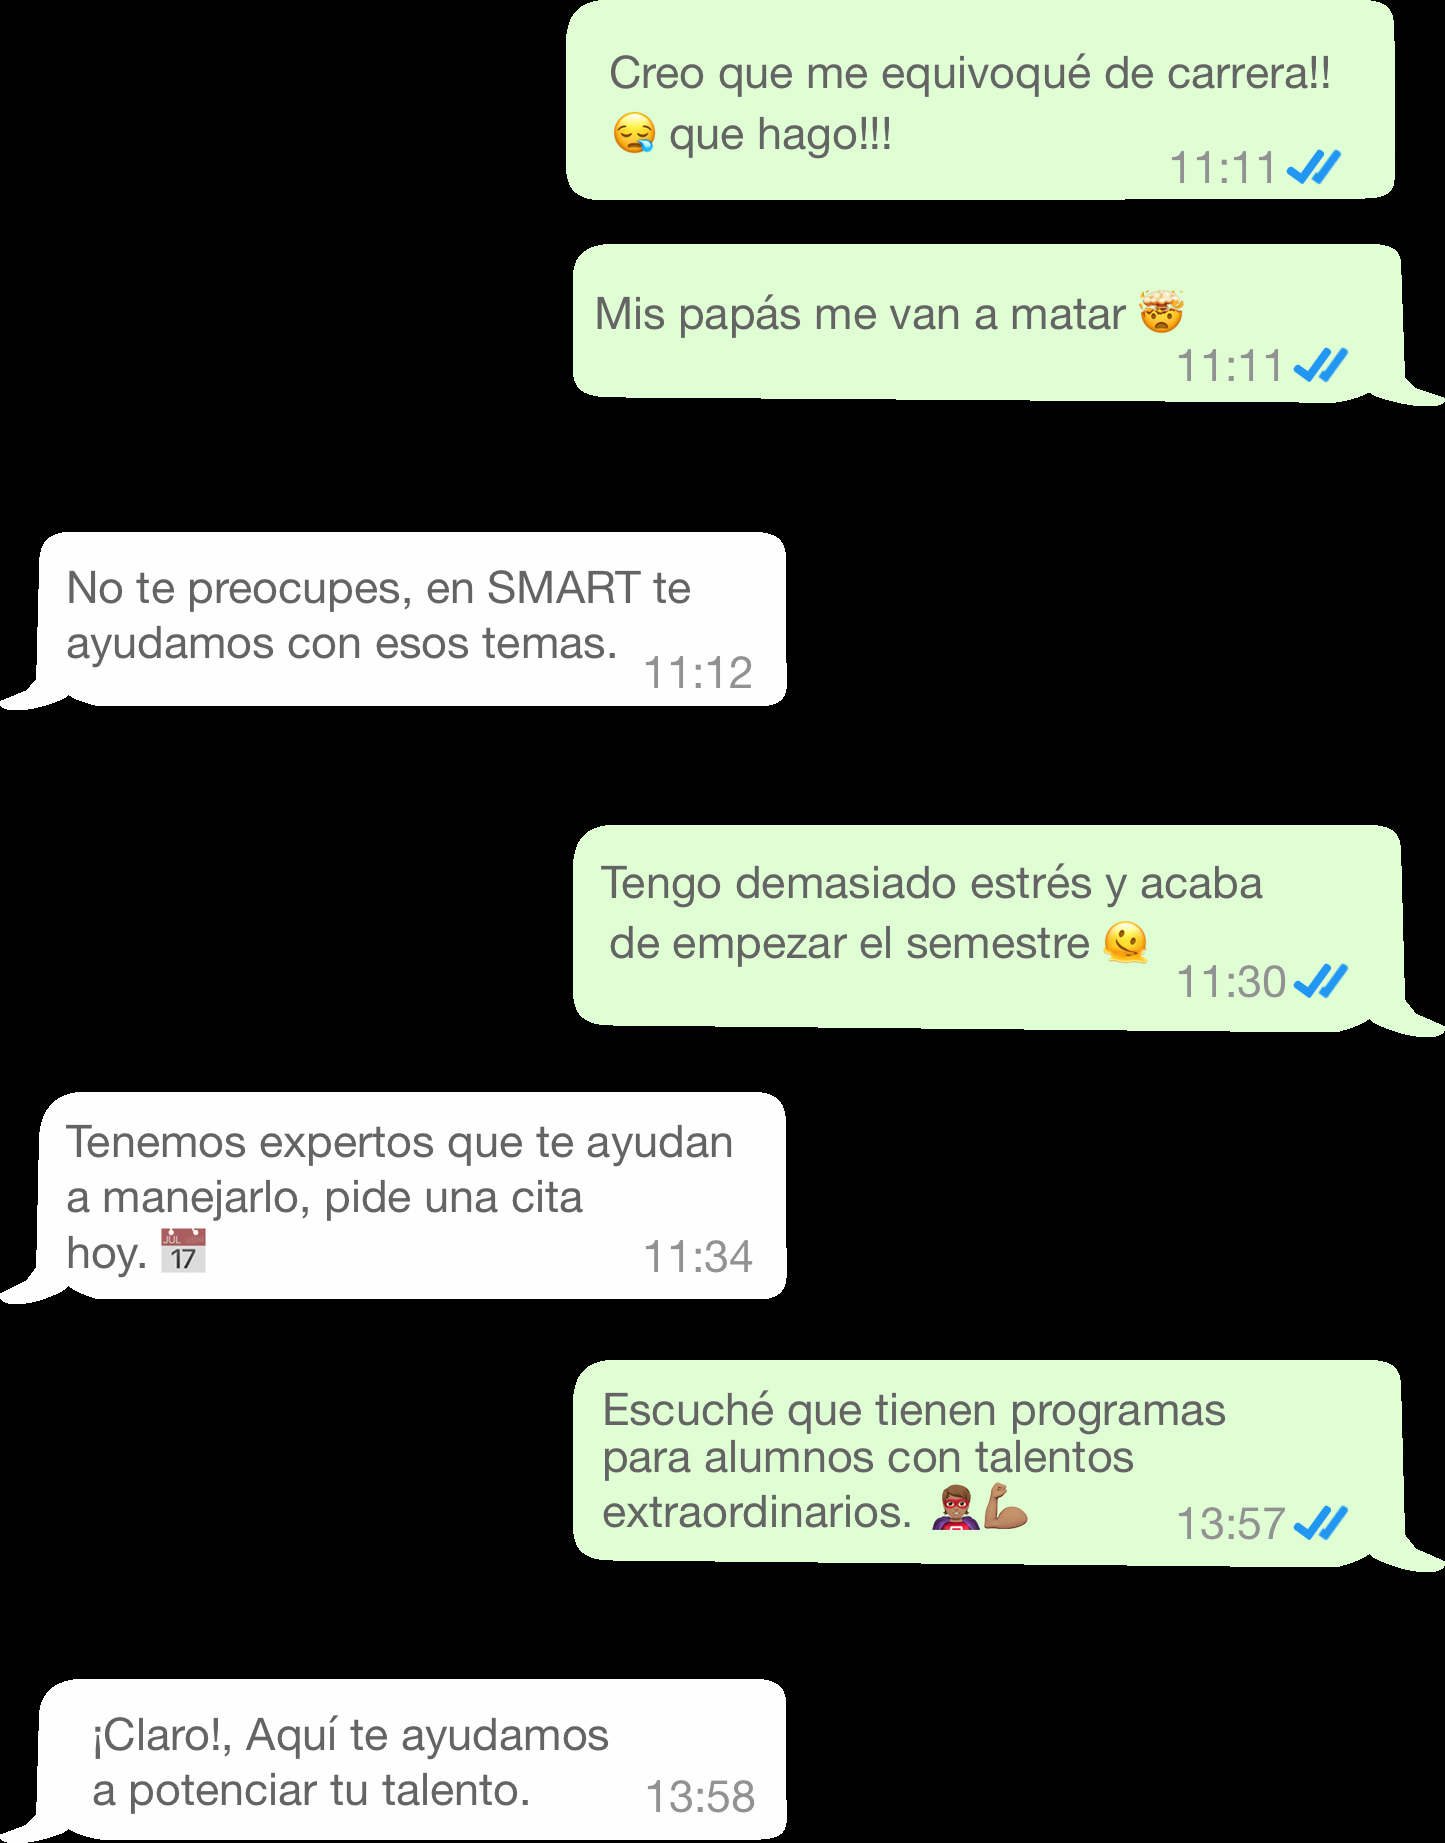 Creo que me equivoqué de carrera!!
😪 que hago!!!
11:11
Mis papás me van a matar 🤯
11:11
No te preocupes, en SMART te
ayudamos con esos temas.
11:12
Tengo demasiado estrés y acaba
de empezar el semestre 🫠
11:30
Tenemos expertos que te ayudan
a manejarlo, pide una cita
hoy. 📅
11:34
Escuché que tienen programas
para alumnos con talentos
extraordinarios. 🦸🏽💪🏽
13:57
¡Claro!, Aquí te ayudamos
a potenciar tu talento.
13:58